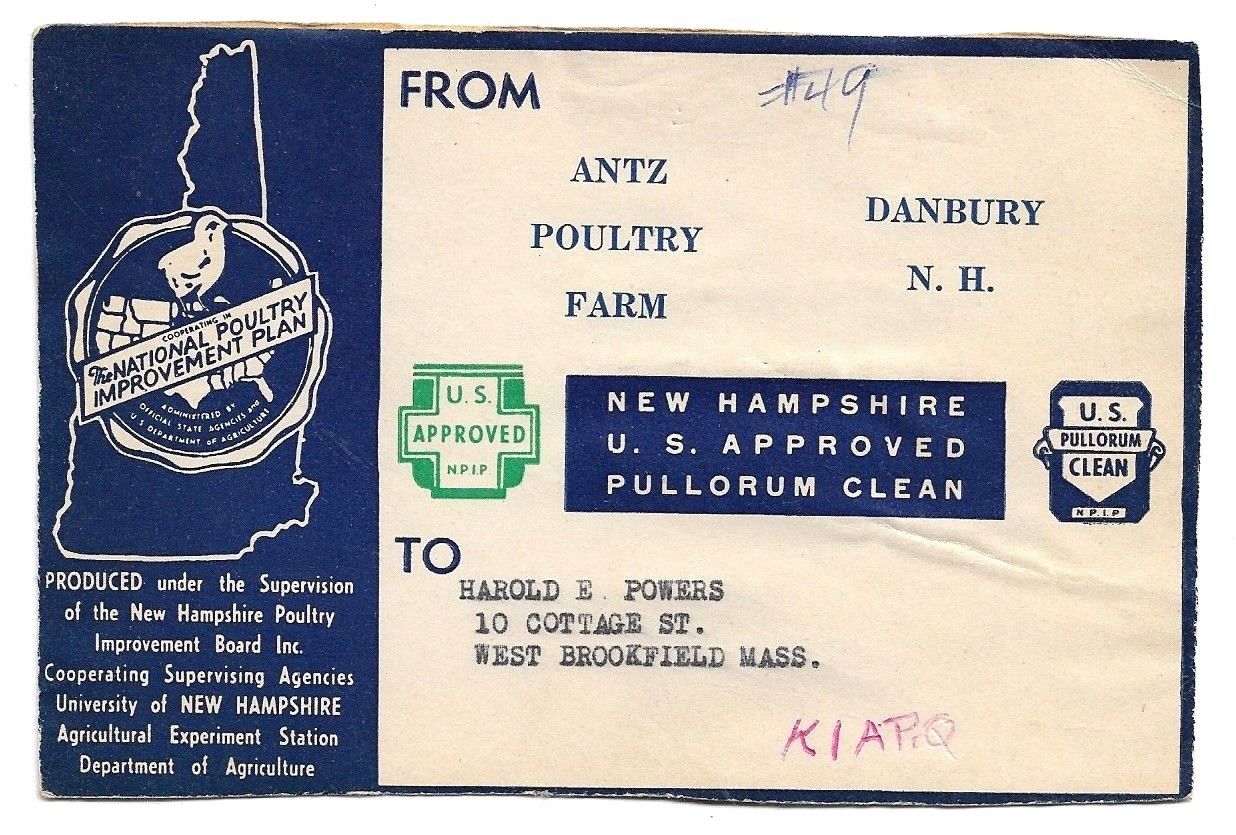 COOPERATING IN
The NATIONAL POULTRY
IMPROVEMENT PLAN
ADMINISTERED BY
OFFICIAL STATE AGENCIES and
U S DEPARTMENT OF AGRICULTURE
PRODUCED under the Supervision
of the New Hampshire Poultry
Improvement Board Inc.
Cooperating Supervising Agencies
University of NEW HAMPSHIRE
Agricultural Experiment Station
Department of Agriculture
FROM
#49
ANTZ
POULTRY
FARM
DANBURY
N. H.
U.S.
APPROVED
N.P.I.P
NEW HAMPSHIRE
U. S. APPROVED
PULLORUM CLEAN
U.S.
PULLORUM
CLEAN
N.P.I.P
TO
HAROLD E. POWERS
10 COTTAGE ST.
WEST BROOKFIELD MASS.
K1APQ